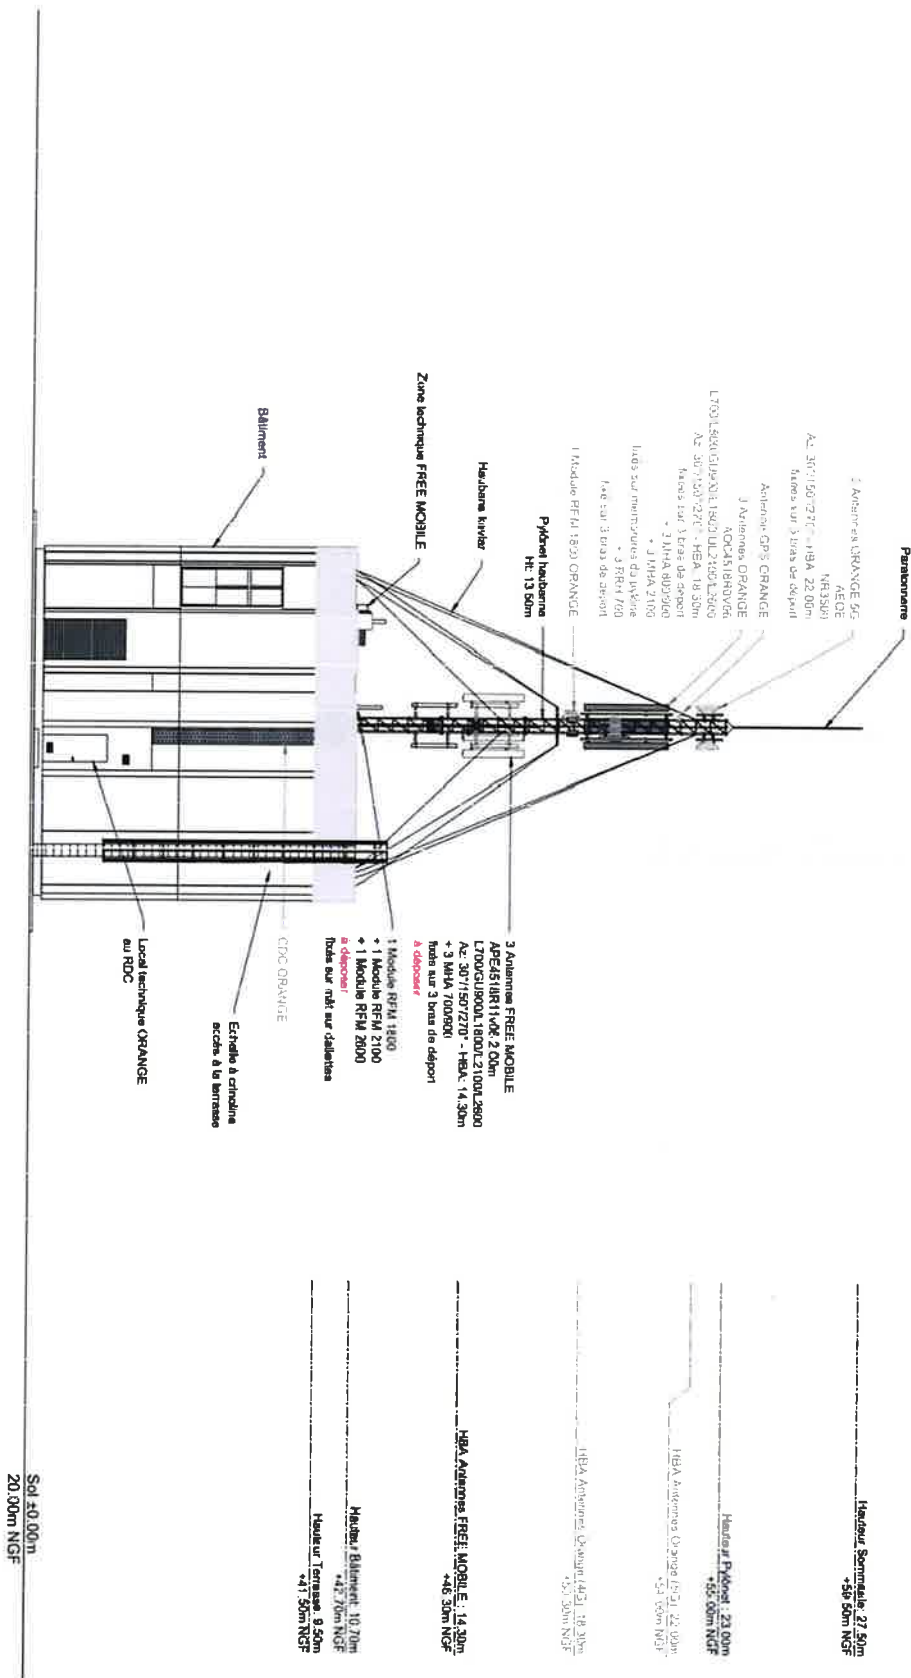 Paratonnerre
3 Antennes ORANGE 5G
AEQE
NR3500
Az: 30°/150°/270° - HBA: 22.00m
fixées sur 3 bras de déport
Antenne GPS ORANGE
3 Antennes ORANGE
Az: 30°/150°/270° - HBA: 18.30m
fixées sur 3 bras de déport
+ 3 MHA 800/900
+ 3 MHA 2100
fixés sur membrures du pylône
+ 3 RRH 700
fixé sur 3 bras de déport
1 Module RFM 1800 ORANGE
Pylônet haubanné
Ht: 13.50m
Haubans kevlar
Zone technique FREE MOBILE
Bâtiment
3 Antennes FREE MOBILE
APE4518R11v06 2.00m
L700/GU900/L1800/L2100/L2600
Az: 30°/150°/270° - HBA: 14.30m
+ 3 MHA 700/900
fixés sur 3 bras de déport
à déposer
1 Module RFM 1800
+ 1 Module RFM 2100
+ 1 Module RFM 2600
à déposer
fixés sur mât sur dallettes
CDC ORANGE
Echelle à crinoline
accès à la terrasse
Local technique ORANGE
au RDC
Hauteur Sommitale: 27.50m
+59.50m NGF
Hauteur Pylônet : 23.00m
+55.00m NGF
HBA Antennes Orange (5G): 22.00m
+54.00m NGF
HBA Antennes Orange (4G): 18.30m
+50.30m NGF
HBA Antennes FREE MOBILE : 14.30m
+46.30m NGF
Hauteur Bâtiment: 10.70m
+42.70m NGF
Hauteur Terrasse: 9.50m
+41.50m NGF
Sol ±0.00m
20.00m NGF